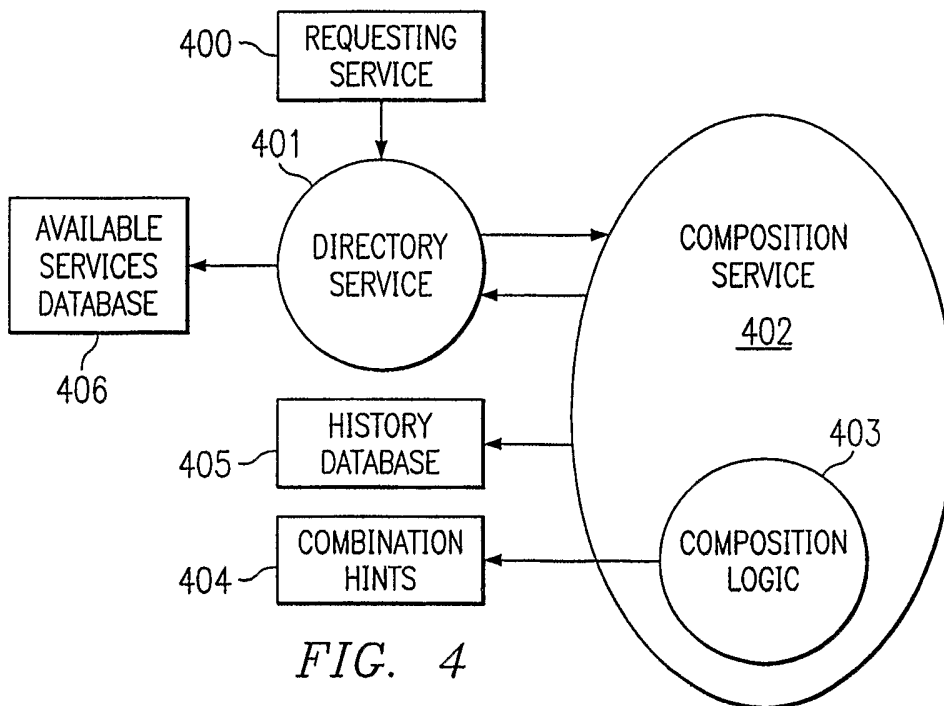 400
REQUESTING
SERVICE
401
AVAILABLE
SERVICES
DATABASE
406
DIRECTORY
SERVICE
COMPOSITION
SERVICE
402
405
HISTORY
DATABASE
403
404
COMBINATION
HINTS
COMPOSITION
LOGIC
FIG. 4